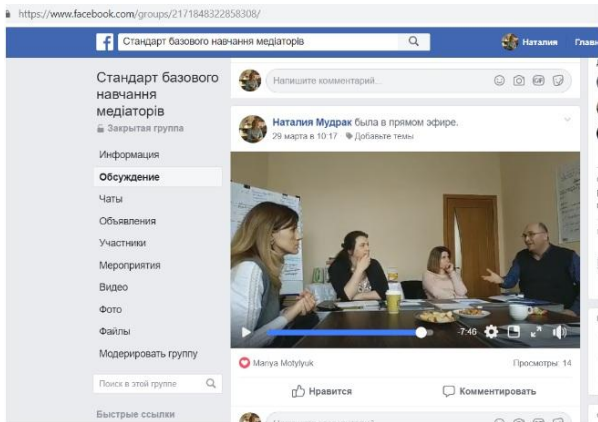 https://www.facebook.com/groups/2171848322858308/
Стандарт базового навчання медіаторів
Наталия
Главн
Стандарт базового
навчання
медіаторів
Закрытая группа
Информация
Обсуждение
Чаты
Объявления
Участники
Мероприятия
Видео
Фото
Файлы
Модерировать группу
Поиск в этой группе
Быстрые ссылки
Напишите комментарий...
GIF
Наталия Мудрак была в прямом эфире.
29 марта в 10:17 Добавьте темы
-7:46
Mariya Motylyuk
Просмотры: 14
Нравится
Комментировать